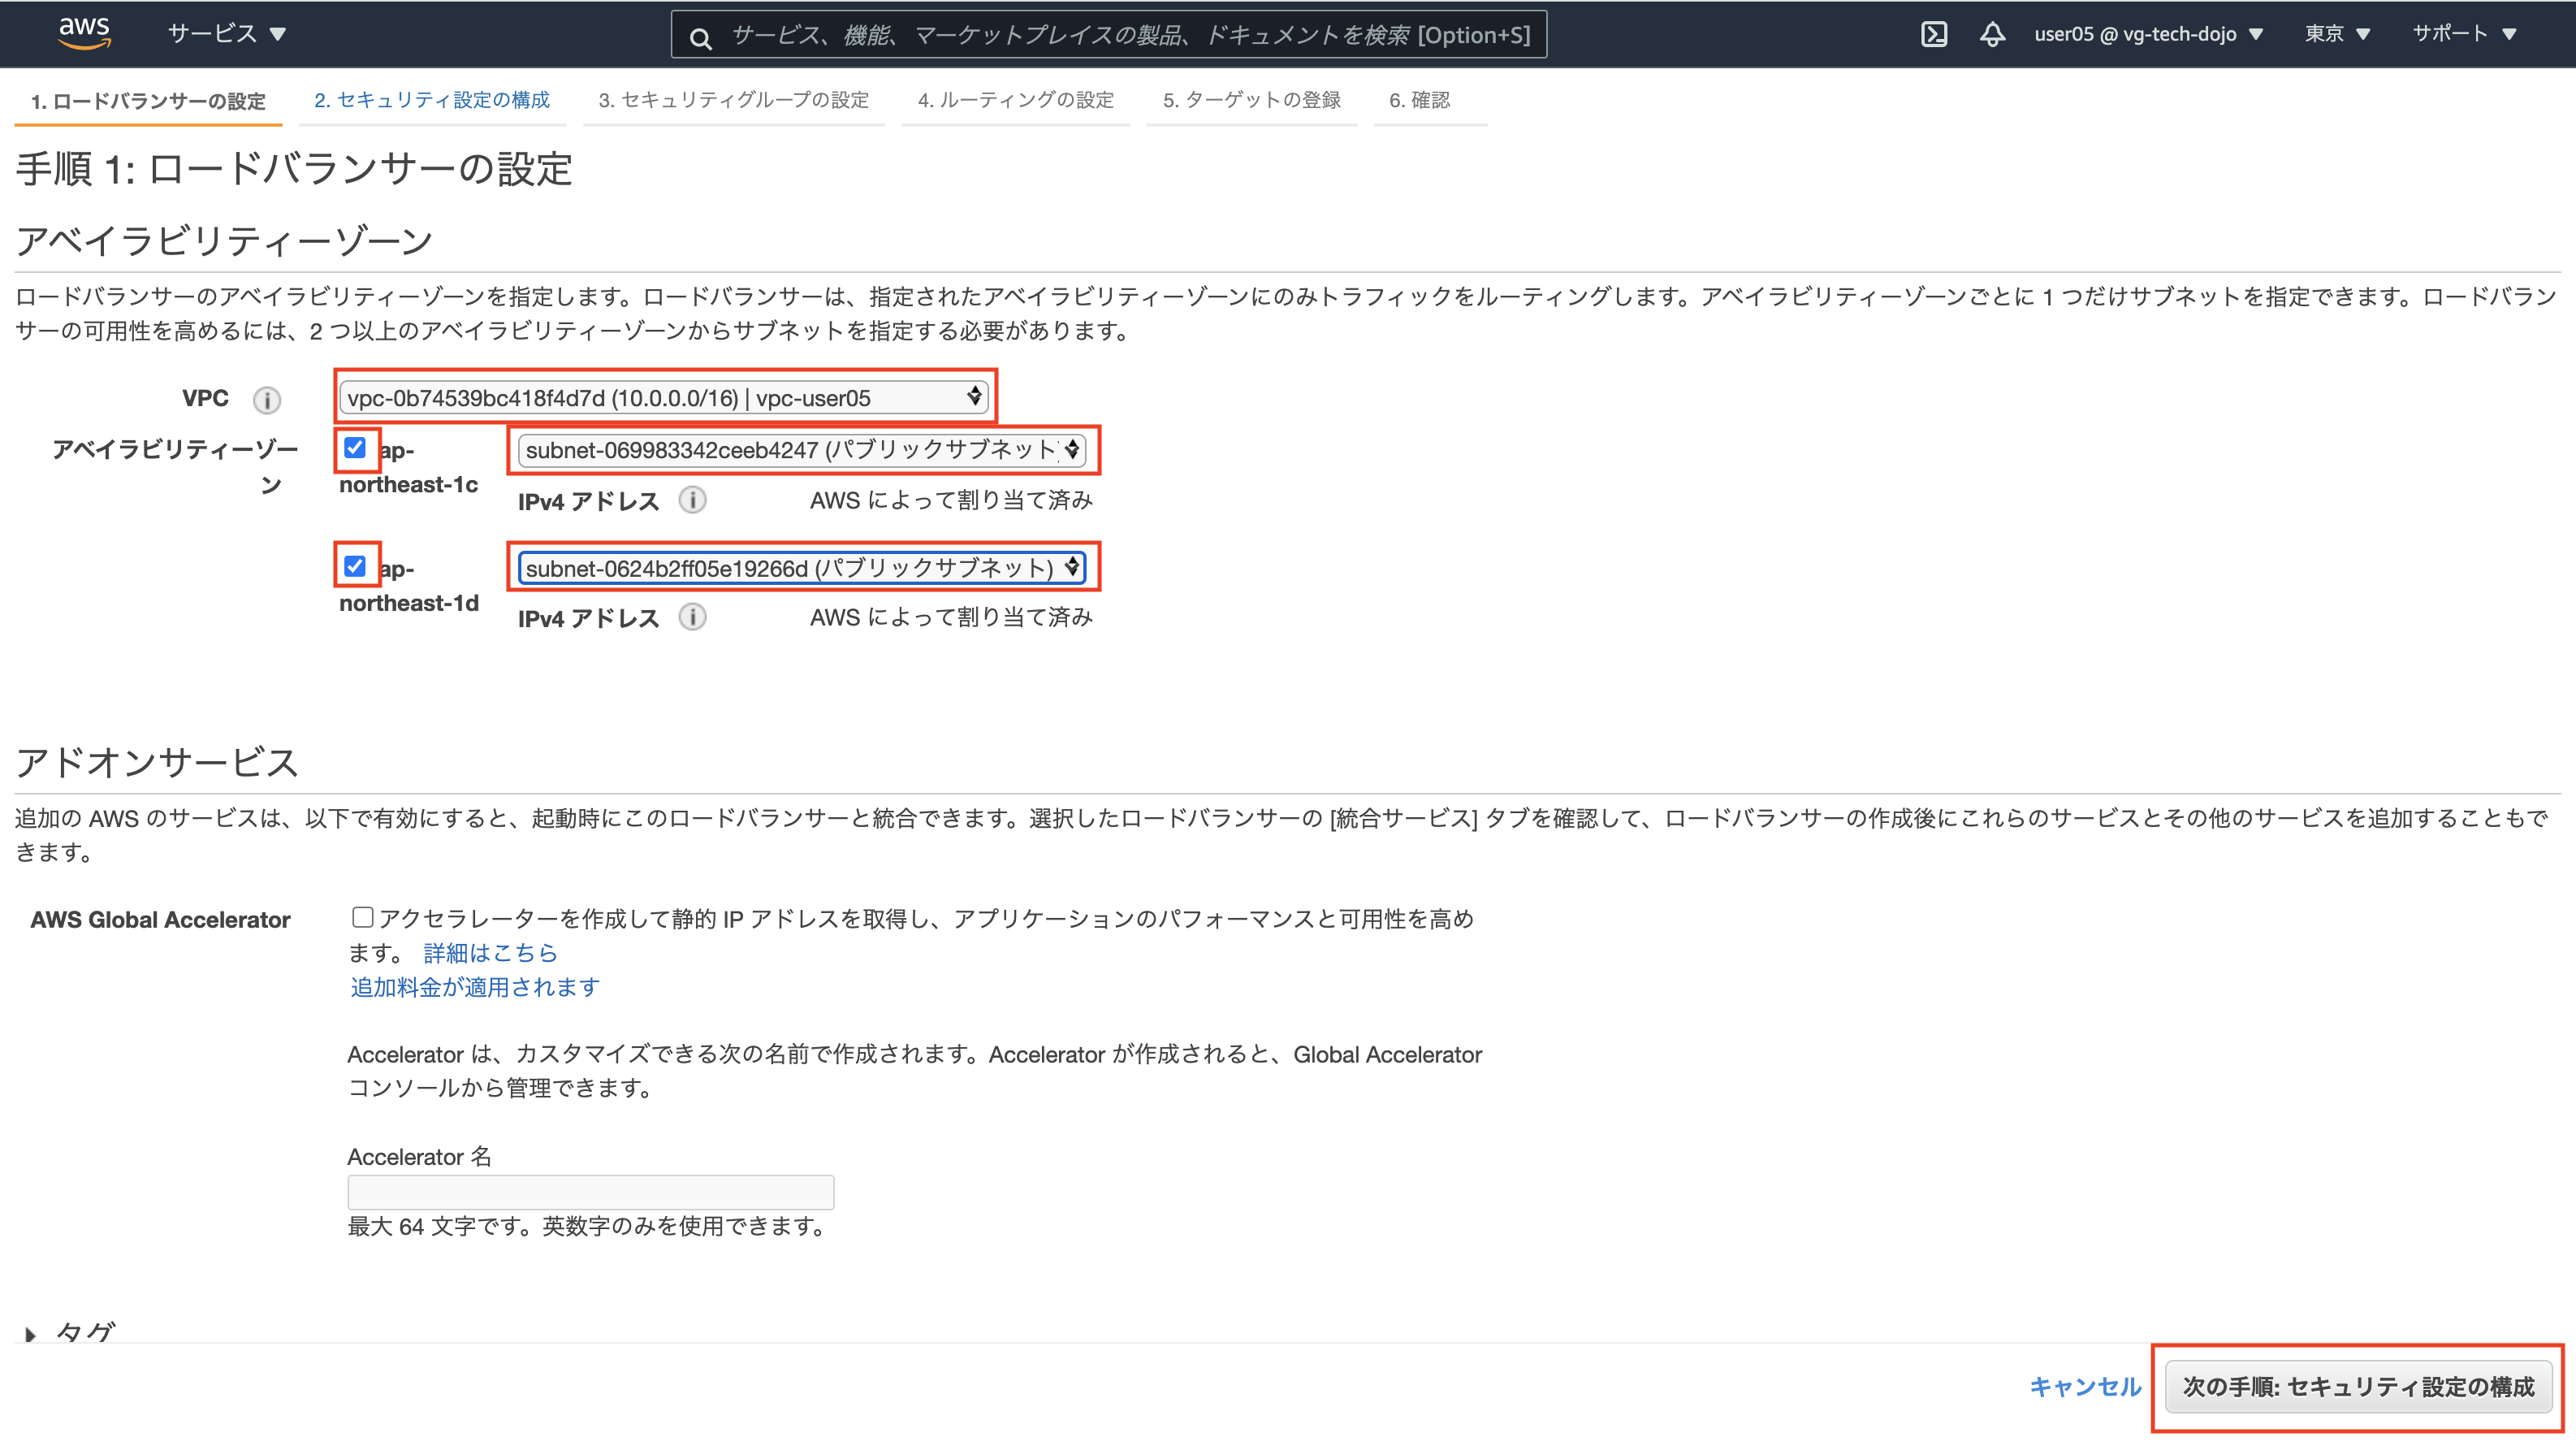 aws サービス サービス、機能、マーケットプレイスの製品、ドキュメントを検索 [Option+S] user05 @ vg-tech-dojo 東京 サポート
1. ロードバランサーの設定 2. セキュリティ設定の構成 3. セキュリティグループの設定 4. ルーティングの設定 5. ターゲットの登録 6. 確認
手順 1: ロードバランサーの設定
アベイラビリティーゾーン
ロードバランサーのアベイラビリティーゾーンを指定します。ロードバランサーは、指定されたアベイラビリティーゾーンにのみトラフィックをルーティングします。アベイラビリティーゾーンごとに 1 つだけサブネットを指定できます。ロードバラン
サーの可用性を高めるには、2 つ以上のアベイラビリティーゾーンからサブネットを指定する必要があります。
VPC vpc-0b74539bc418f4d7d (10.0.0.0/16) | vpc-user05
アベイラビリティーゾー ap- subnet-069983342ceeb4247 (パブリックサブネット)
ン northeast-1c
IPv4 アドレス AWS によって割り当て済み
ap- subnet-0624b2ff05e19266d (パブリックサブネット)
northeast-1d
IPv4 アドレス AWS によって割り当て済み
アドオンサービス
追加の AWS のサービスは、以下で有効にすると、起動時にこのロードバランサーと統合できます。選択したロードバランサーの [統合サービス] タブを確認して、ロードバランサーの作成後にこれらのサービスとその他のサービスを追加することもで
きます。
AWS Global Accelerator アクセラレーターを作成して静的 IP アドレスを取得し、アプリケーションのパフォーマンスと可用性を高め
ます。 詳細はこちら
追加料金が適用されます
Accelerator は、カスタマイズできる次の名前で作成されます。Accelerator が作成されると、Global Accelerator
コンソールから管理できます。
Accelerator 名
最大 64 文字です。英数字のみを使用できます。
タグ
キャンセル 次の手順: セキュリティ設定の構成